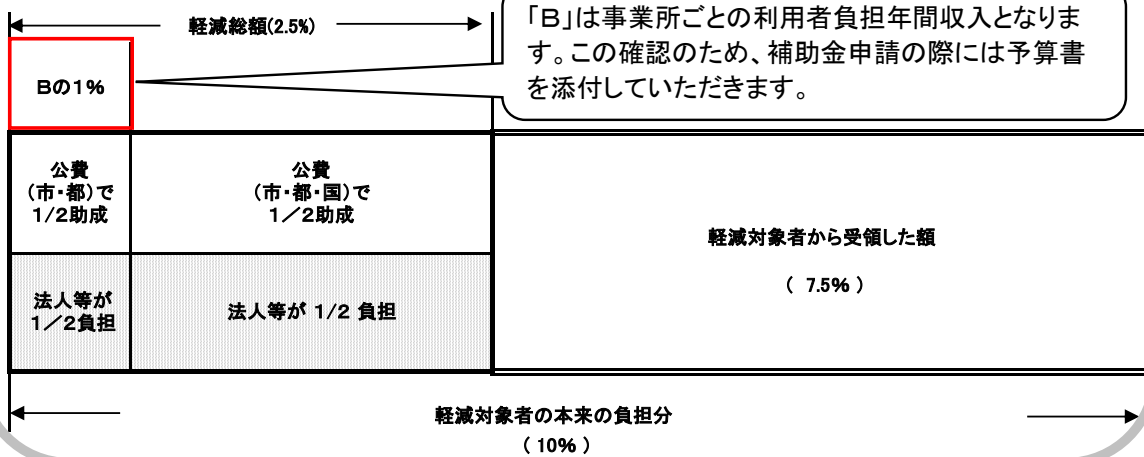 軽減総額(2.5%)
「B」は事業所ごとの利用者負担年間収入となりま
す。この確認のため、補助金申請の際には予算書
を添付していただきます。
Bの1%
公費
(市・都)で
1/2助成
公費
(市・都・国)で
1／2助成
軽減対象者から受領した額
( 7.5% )
法人等が
1／2負担
法人等が 1/2 負担
軽減対象者の本来の負担分
( 10% )